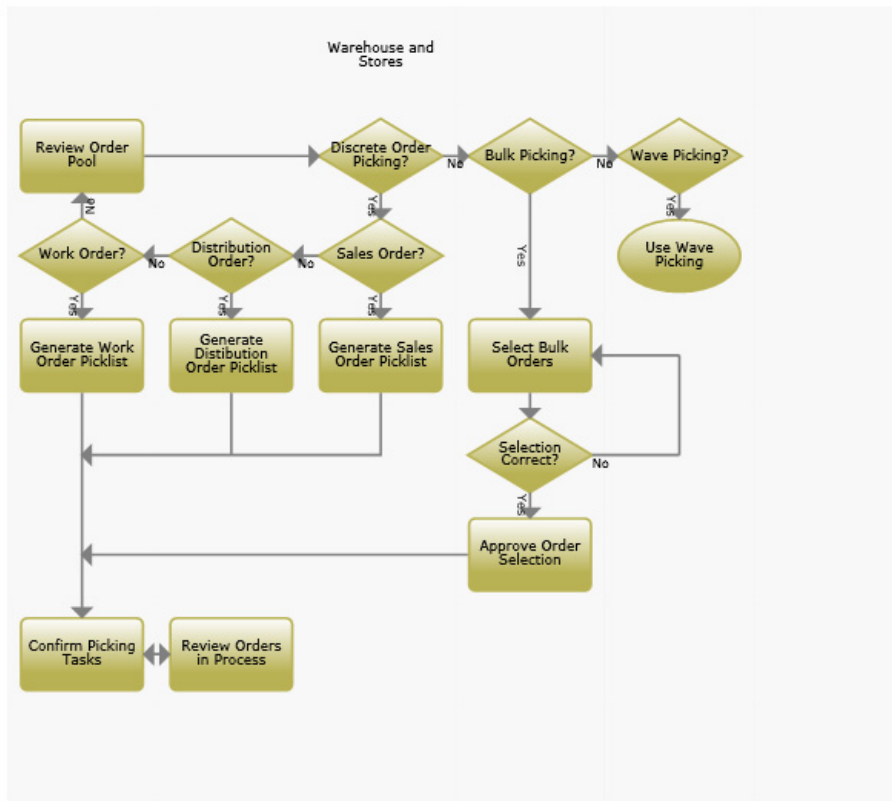 Warehouse and
Stores
Review Order
Pool
Discrete Order
Picking?
No
Bulk Picking?
No
Wave Picking?
No
Yes
Yes
Work Order?
No
Distribution
Order?
No
Sales Order?
Yes
Use Wave
Picking
Yes
Yes
Yes
Generate Work
Order Picklist
Generate
Distibution
Order Picklist
Generate Sales
Order Picklist
Select Bulk
Orders
Selection
Correct?
No
Yes
Approve Order
Selection
Confirm Picking
Tasks
Review Orders
in Process